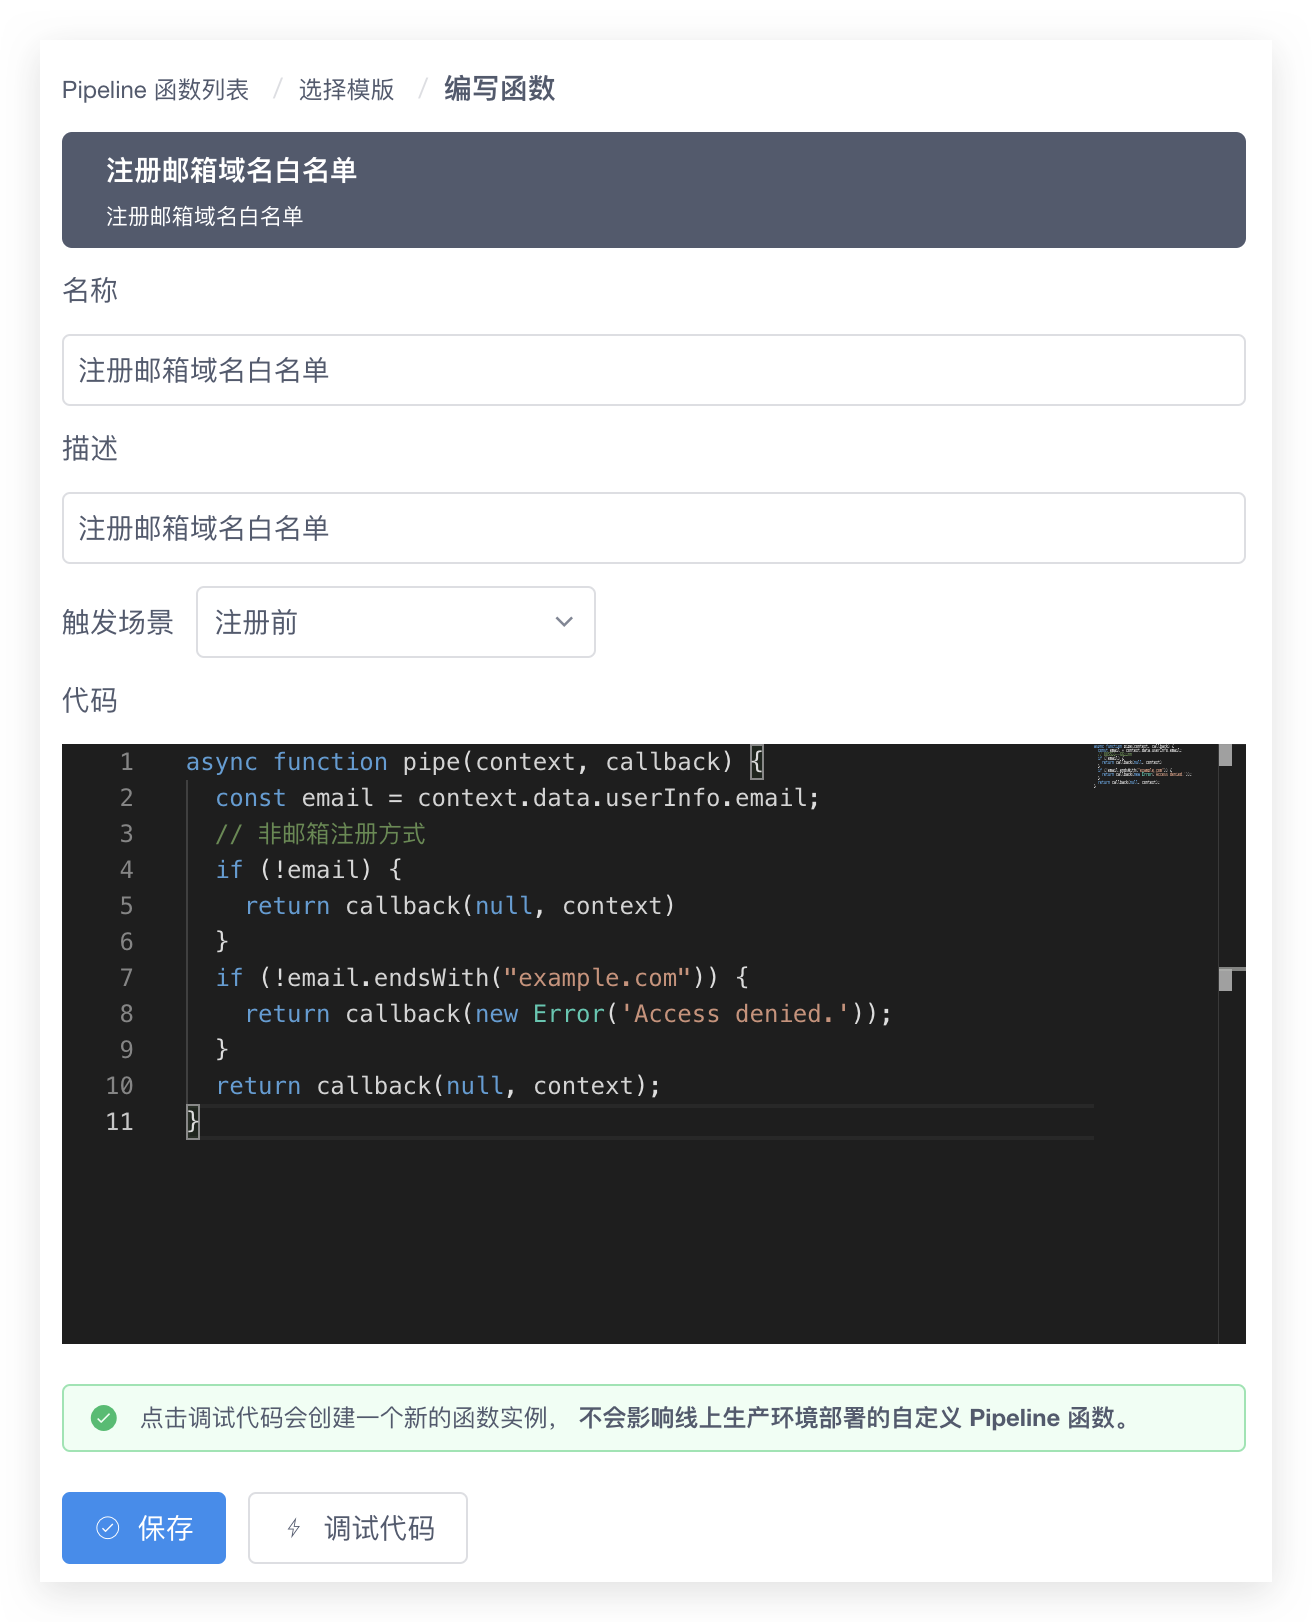 Pipeline 函数列表 / 选择模版 / 编写函数
注册邮箱域名白名单
注册邮箱域名白名单
名称
注册邮箱域名白名单
描述
注册邮箱域名白名单
触发场景 注册前
代码
1 async function pipe(context, callback) {
2 const email = context.data.userInfo.email;
3 // 非邮箱注册方式
4 if (!email) {
5 return callback(null, context)
6 }
7 if (!email.endsWith("example.com")) {
8 return callback(new Error('Access denied.'));
9 }
10 return callback(null, context);
11 }
点击调试代码会创建一个新的函数实例， 不会影响线上生产环境部署的自定义 Pipeline 函数。
保存 调试代码